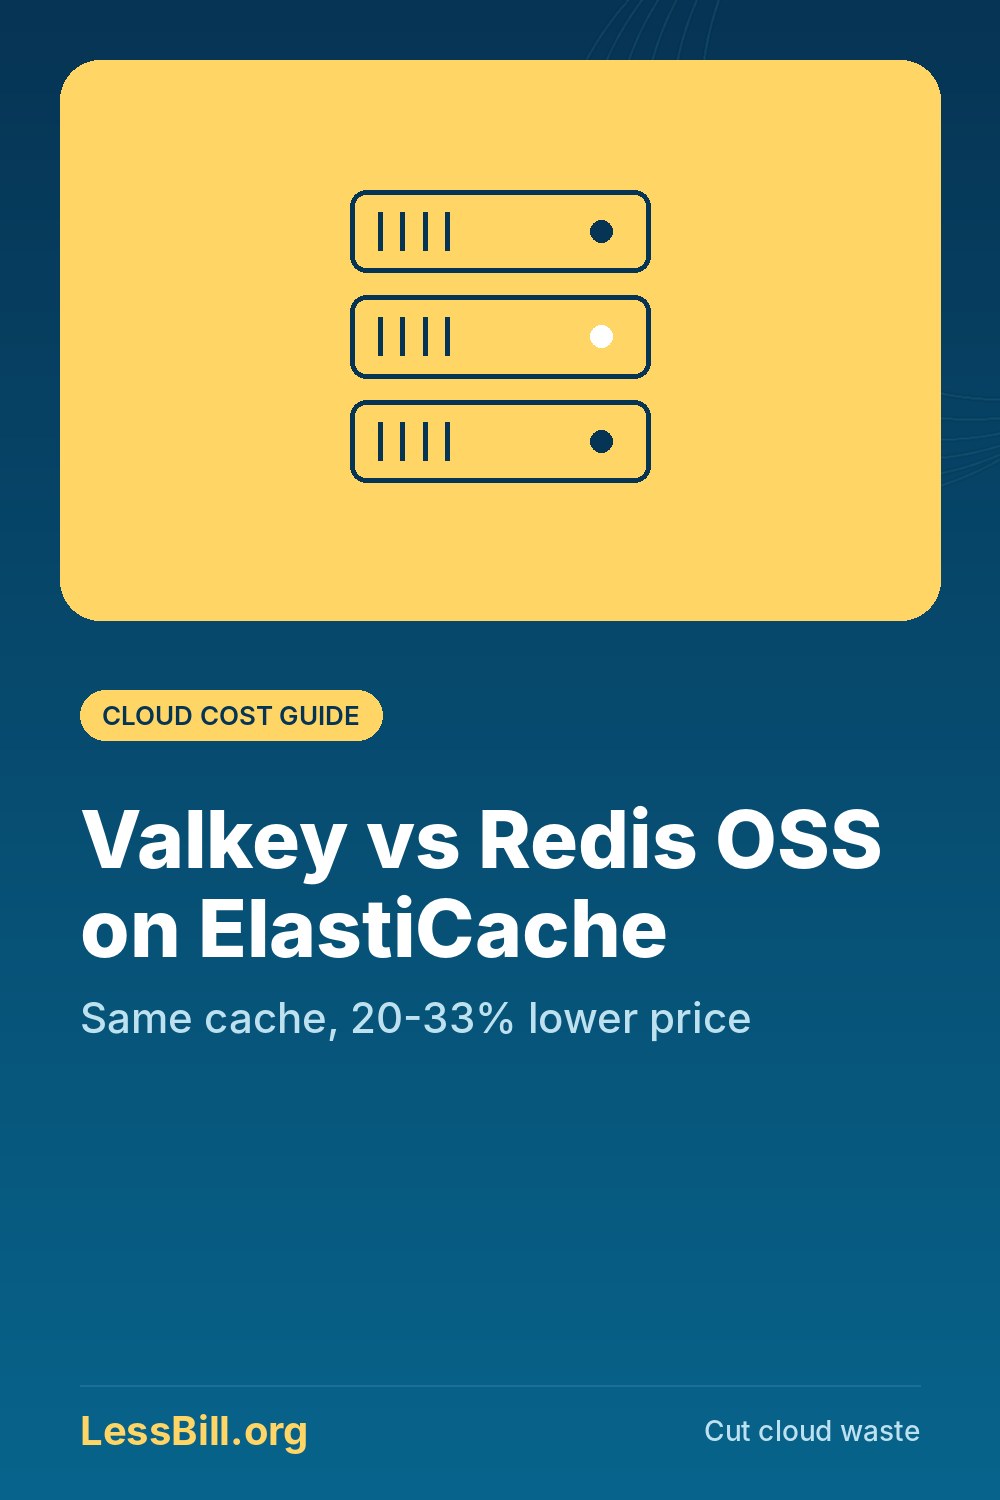 CLOUD COST GUIDE
Valkey vs Redis OSS
on ElastiCache
Same cache, 20-33% lower price
LessBill.org
Cut cloud waste